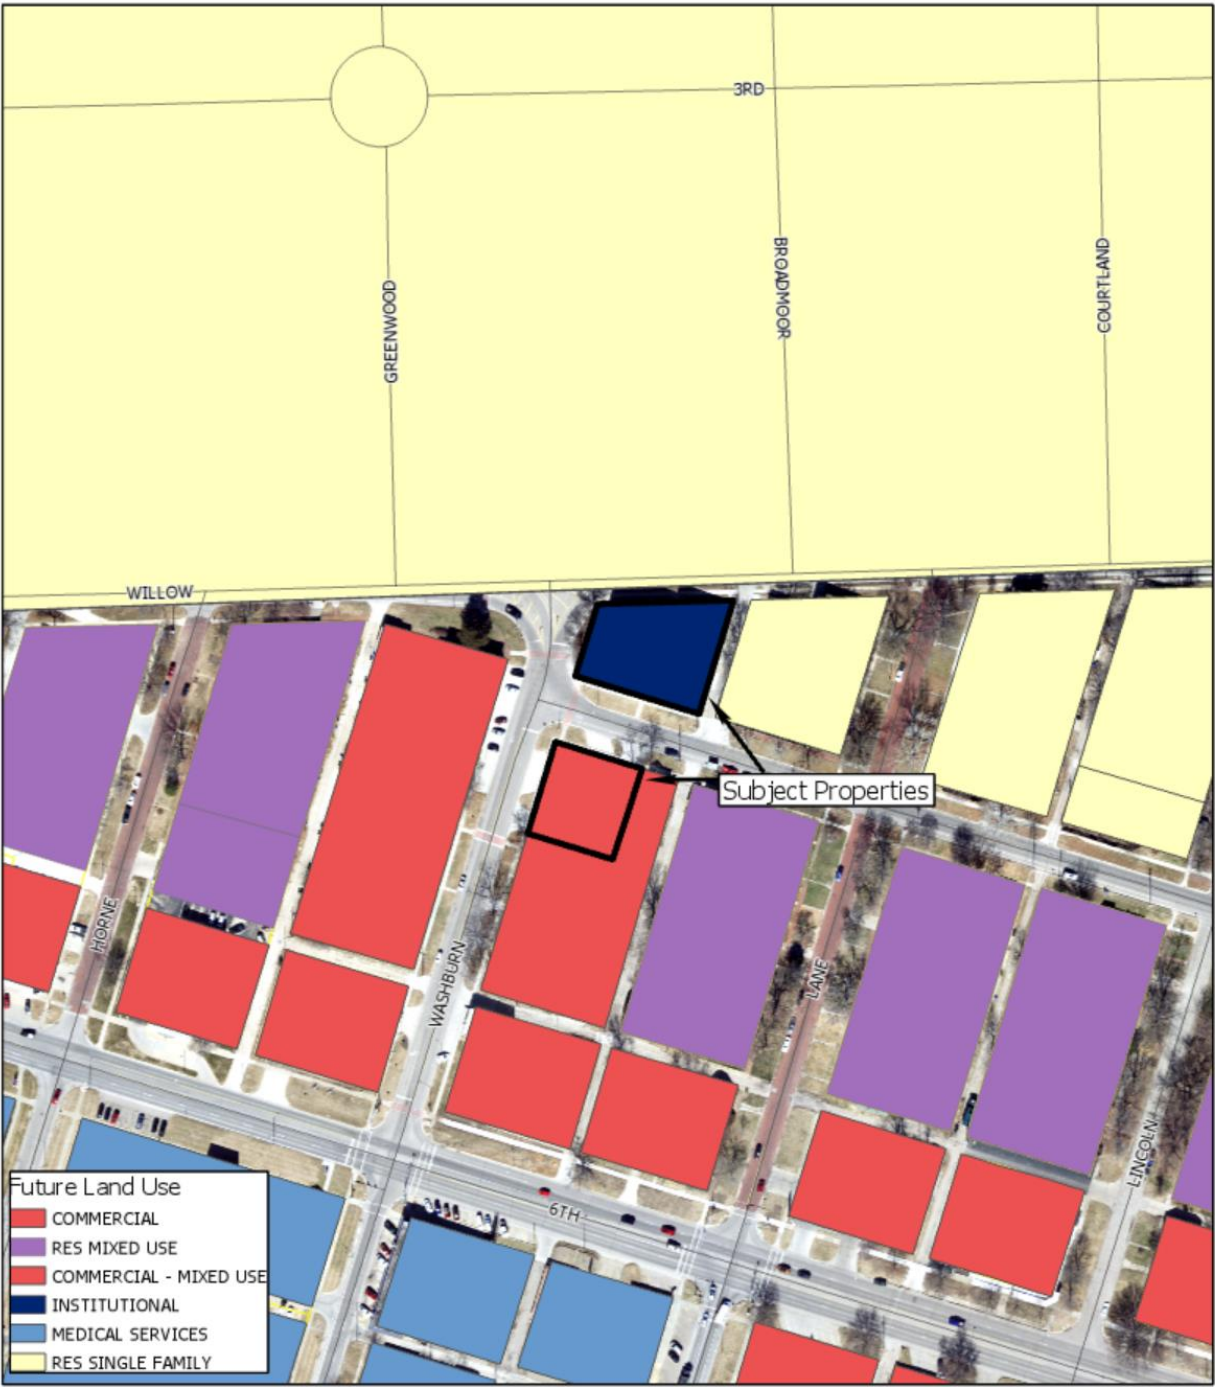 3RD
GREENWOOD
BROADMOOR
COURTLAND
WILLOW
Subject Properties
HORNE
WASHBURN
LANE
LINCOLN
6TH
Future Land Use
COMMERCIAL
RES MIXED USE
COMMERCIAL - MIXED USE
INSTITUTIONAL
MEDICAL SERVICES
RES SINGLE FAMILY